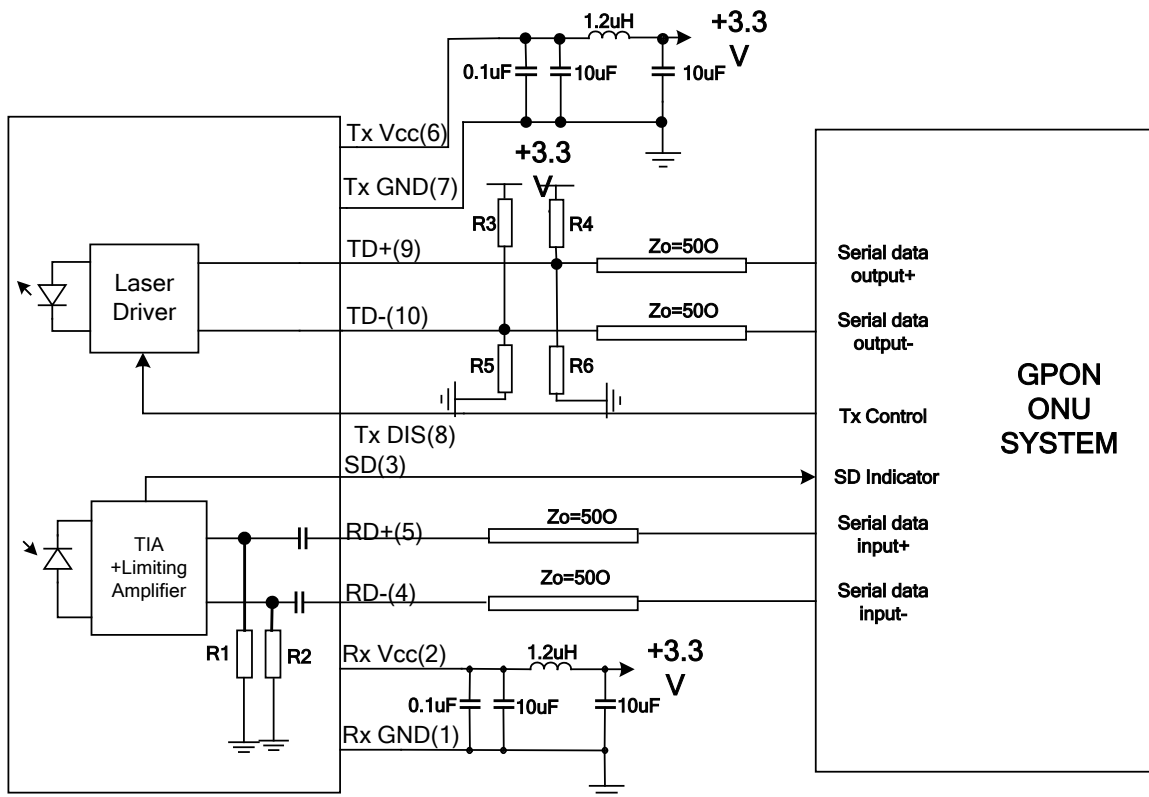 1.2uH
+3.3
V
0.1uF
10uF
10uF
Tx Vcc(6)
+3.3
V
Tx GND(7)
R3
R4
TD+(9)
Zo=50O
Serial data
output+
Laser
Driver
TD-(10)
Zo=50O
Serial data
output-
R5
R6
GPON
ONU
SYSTEM
Tx DIS(8)
Tx Control
SD(3)
SD Indicator
TIA
+Limiting
Amplifier
RD+(5)
Zo=50O
Serial data
input+
RD-(4)
Zo=50O
Serial data
input-
R1
R2
Rx Vcc(2)
1.2uH
+3.3
V
0.1uF
10uF
10uF
Rx GND(1)